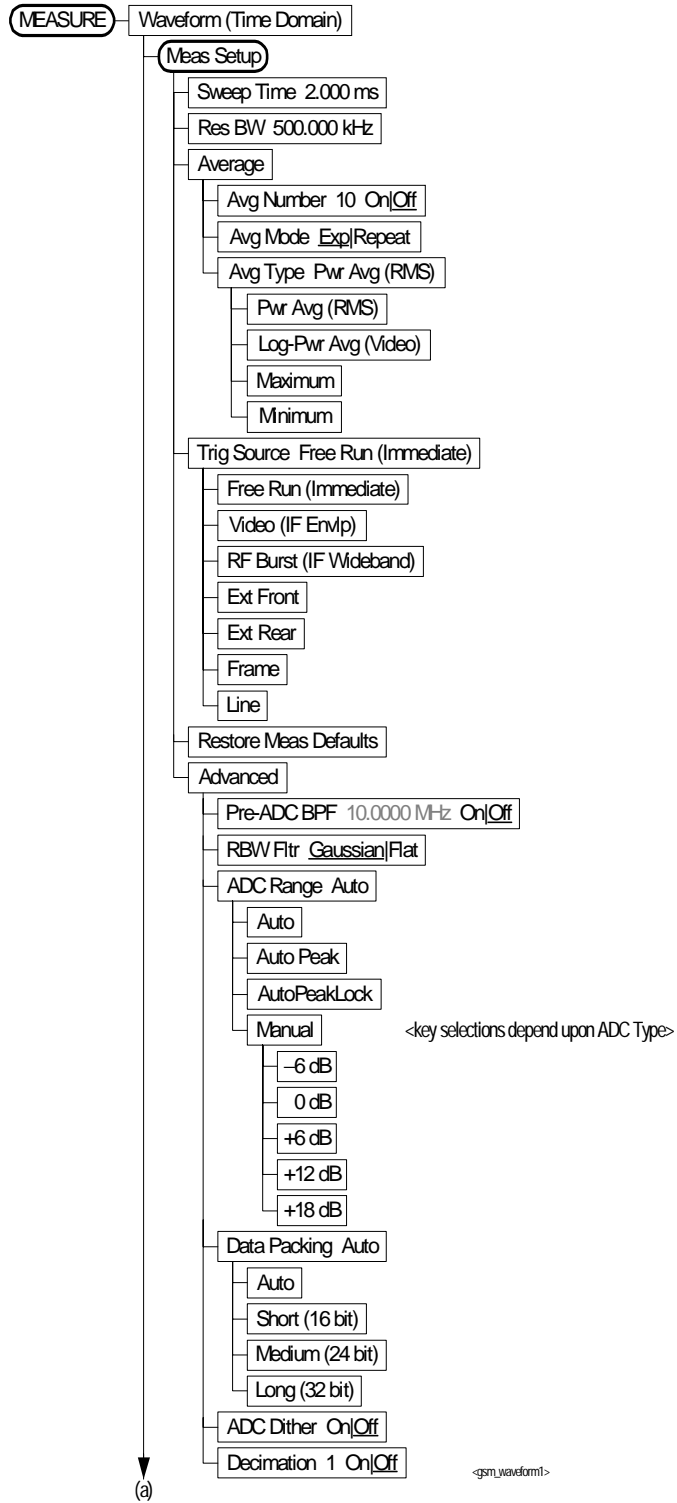 MEASURE Waveform (Time Domain)
Meas Setup
Sweep Time 2.000 ms
Res BW 500.000 kHz
Average
Avg Number 10 On|Off
Avg Mode Exp|Repeat
Avg Type Pwr Avg (RMS)
Pwr Avg (RMS)
Log-Pwr Avg (Video)
Maximum
Minimum
Trig Source Free Run (Immediate)
Free Run (Immediate)
Video (IF Envlp)
RF Burst (IF Wideband)
Ext Front
Ext Rear
Frame
Line
Restore Meas Defaults
Advanced
Pre-ADC BPF 10.0000 MHz On|Off
RBW Fltr Gaussian|Flat
ADC Range Auto
Auto
Auto Peak
AutoPeakLock
Manual <key selections depend upon ADC Type>
–6 dB
0 dB
+6 dB
+12 dB
+18 dB
Data Packing Auto
Auto
Short (16 bit)
Medium (24 bit)
Long (32 bit)
ADC Dither On|Off
Decimation 1 On|Off <gsm_waveform1>
(a)